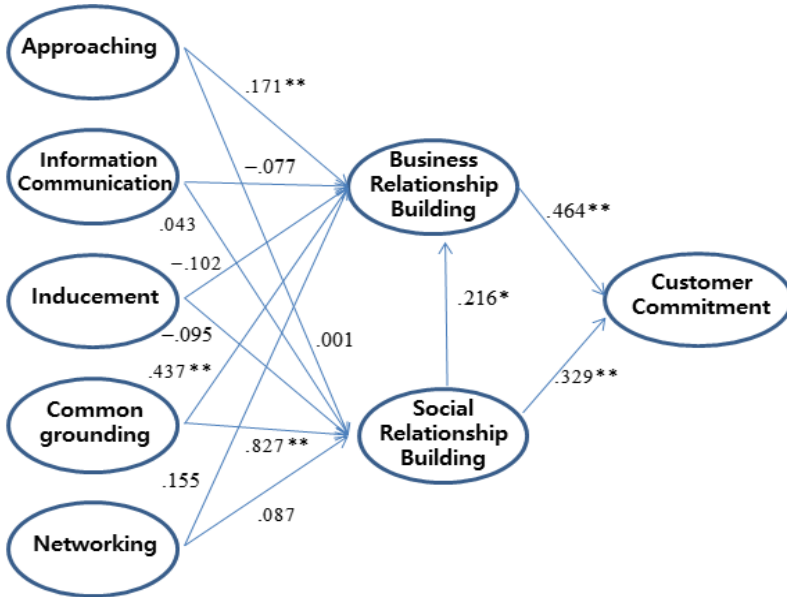 Approaching
.171**
Information
Communication
−.077
Business
Relationship
Building
.043
.464**
−.102
Inducement
Customer
Commitment
.216*
−.095
.001
.437**
.329**
Common
grounding
Social
Relationship
Building
.827**
.155
.087
Networking